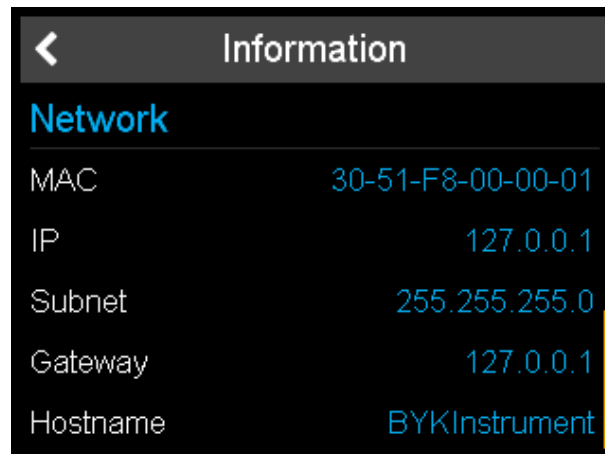 Information
Network
MAC 30-51-F8-00-00-01
IP 127.0.0.1
Subnet 255.255.255.0
Gateway 127.0.0.1
Hostname BYKInstrument